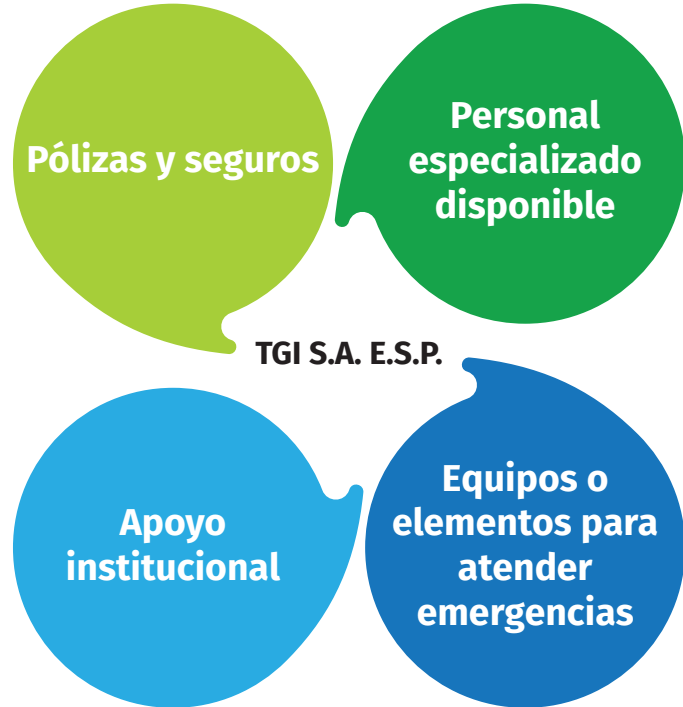 Pólizas y seguros
Personal
especializado
disponible
TGI S.A. E.S.P.
Apoyo
institucional
Equipos o
elementos para
atender
emergencias